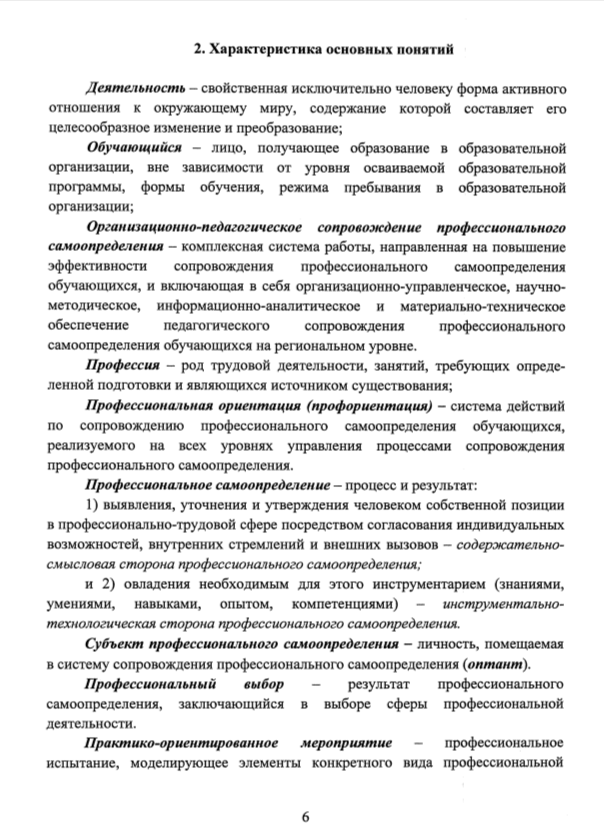 2. Характеристика основных понятий
Деятельность – свойственная исключительно человеку форма активного
отношения к окружающему миру, содержание которой составляет его
целесообразное изменение и преобразование;
Обучающийся – лицо, получающее образование в образовательной
организации, вне зависимости от уровня осваиваемой образовательной
программы, формы обучения, режима пребывания в образовательной
организации;
Организационно-педагогическое сопровождение профессионального
самоопределения – комплексная система работы, направленная на повышение
эффективности сопровождения профессионального самоопределения
обучающихся, и включающая в себя организационно-управленческое, научно-
методическое, информационно-аналитическое и материально-техническое
обеспечение педагогического сопровождения профессионального
самоопределения обучающихся на региональном уровне.
Профессия – род трудовой деятельности, занятий, требующих опреде-
ленной подготовки и являющихся источником существования;
Профессиональная ориентация (профориентация) – система действий
по сопровождению профессионального самоопределения обучающихся,
реализуемого на всех уровнях управления процессами сопровождения
профессионального самоопределения.
Профессиональное самоопределение – процесс и результат:
1) выявления, уточнения и утверждения человеком собственной позиции
в профессионально-трудовой сфере посредством согласования индивидуальных
возможностей, внутренних стремлений и внешних вызовов – содержательно-
смысловая сторона профессионального самоопределения;
и 2) овладения необходимым для этого инструментарием (знаниями,
умениями, навыками, опытом, компетенциями) – инструментально-
технологическая сторона профессионального самоопределения.
Субъект профессионального самоопределения – личность, помещаемая
в систему сопровождения профессионального самоопределения (оптант).
Профессиональный выбор – результат профессионального
самоопределения, заключающийся в выборе сферы профессиональной
деятельности.
Практико-ориентированное мероприятие – профессиональное
испытание, моделирующее элементы конкретного вида профессиональной
6